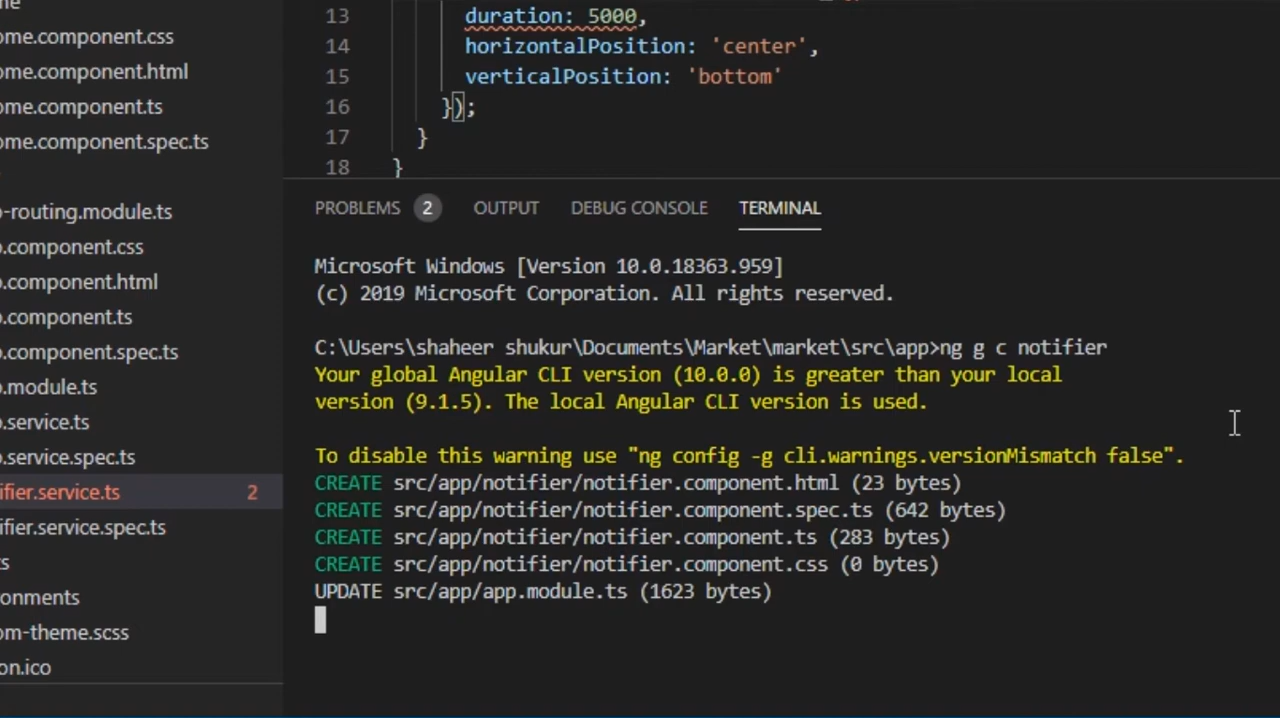 ome.component.css
ome.component.html
ome.component.ts
ome.component.spec.ts
o-routing.module.ts
o.component.css
o.component.html
o.component.ts
o.component.spec.ts
o.module.ts
o.service.ts
o.service.spec.ts
ifier.service.ts 2
ifier.service.spec.ts
ts
onments
om-theme.scss
on.ico
13 duration: 5000,
14 horizontalPosition: 'center',
15 verticalPosition: 'bottom'
16 });
17 }
18 }
PROBLEMS 2 OUTPUT DEBUG CONSOLE TERMINAL
Microsoft Windows [Version 10.0.18363.959]
(c) 2019 Microsoft Corporation. All rights reserved.
C:\Users\shaheer shukur\Documents\Market\market\src\app>ng g c notifier
Your global Angular CLI version (10.0.0) is greater than your local
version (9.1.5). The local Angular CLI version is used.
To disable this warning use "ng config -g cli.warnings.versionMismatch false".
CREATE src/app/notifier/notifier.component.html (23 bytes)
CREATE src/app/notifier/notifier.component.spec.ts (642 bytes)
CREATE src/app/notifier/notifier.component.ts (283 bytes)
CREATE src/app/notifier/notifier.component.css (0 bytes)
UPDATE src/app/app.module.ts (1623 bytes)